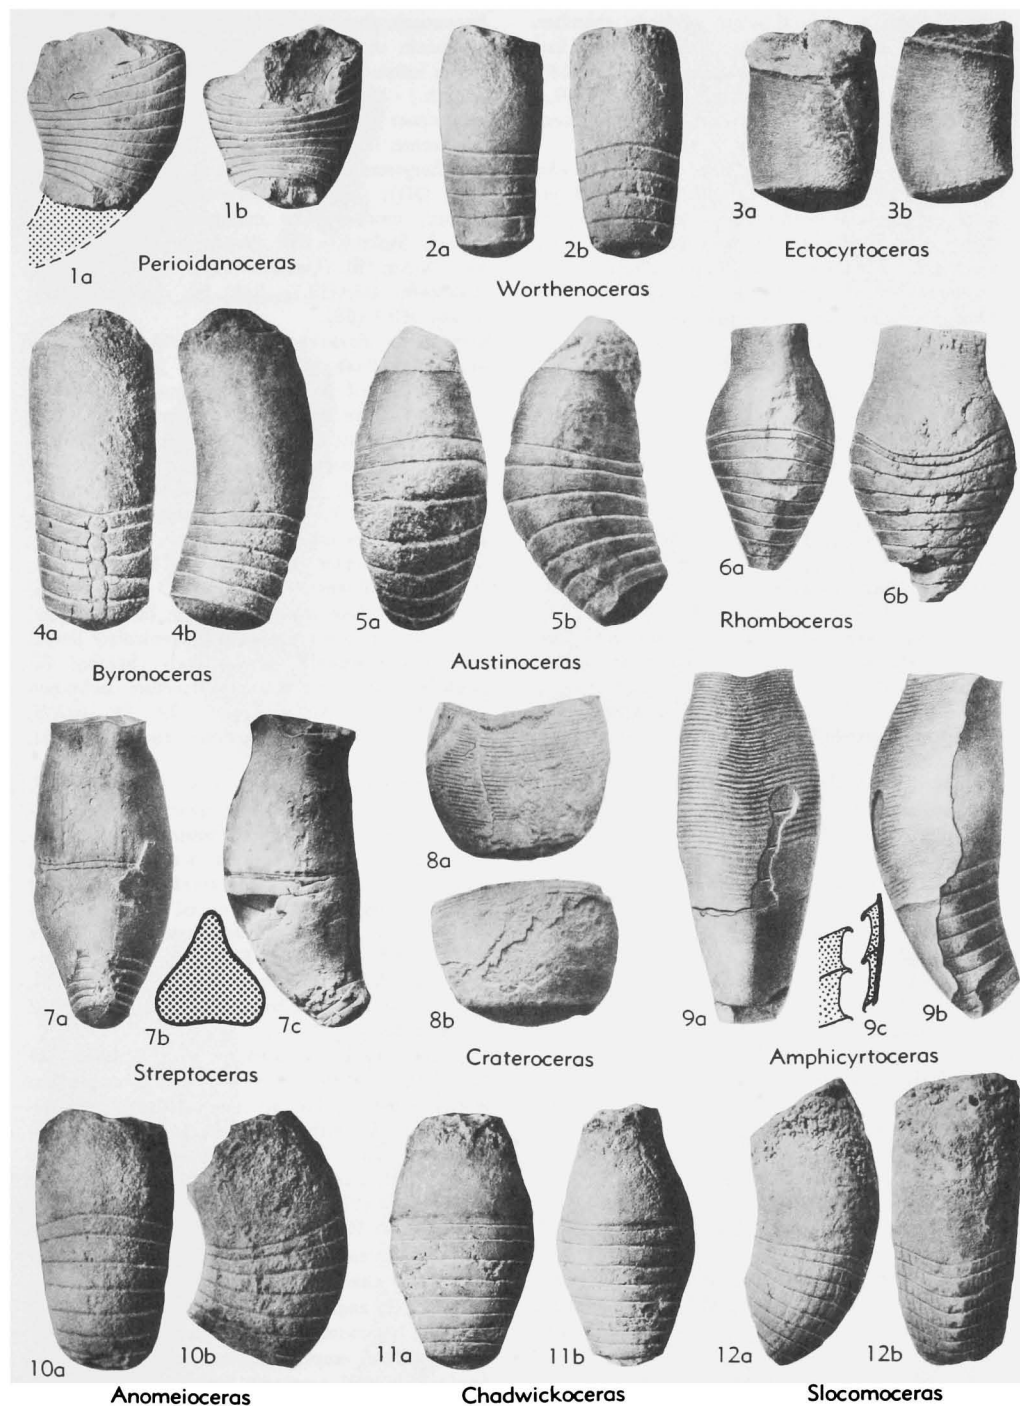 1a
1b
Perioidanoceras
2a
2b
Worthenoceras
3a
3b
Ectocyrtoceras
4a
4b
Byronoceras
5a
5b
Austinoceras
6a
6b
Rhomboceras
7a
7b
7c
Streptoceras
8a
8b
Crateroceras
9a
9c
9b
Amphicyrtoceras
10a
10b
Anomeioceras
11a
11b
Chadwickoceras
12a
12b
Slocomoceras